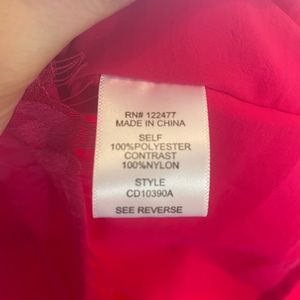 RN# 122477
MADE IN CHINA
SELF
100%POLYESTER
CONTRAST
100%NYLON
STYLE
CD10390A
SEE REVERSE